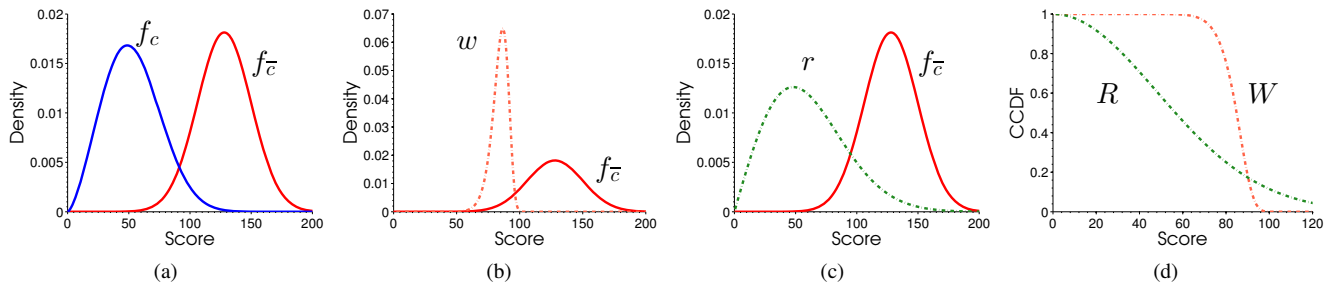 0.02
0.015
0.01
0.005
0
Density
f_c
f_c̅
0 50 100 150 200
Score
(a)
0.07
0.06
0.05
0.04
0.03
0.02
0.01
0
Density
w
f_c̅
0 50 100 150 200
Score
(b)
0.02
0.015
0.01
0.005
0
Density
r
f_c̅
0 50 100 150 200
Score
(c)
1
0.8
0.6
0.4
0.2
0
CCDF
R
W
0 20 40 60 80 100 120
Score
(d)